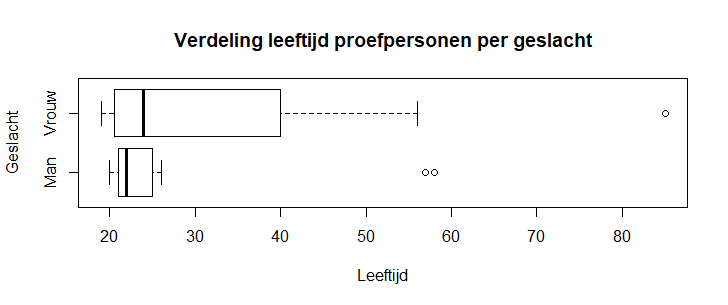 Verdeling leeftijd proefpersonen per geslacht
Geslacht
Vrouw
Man
20 30 40 50 60 70 80
Leeftijd